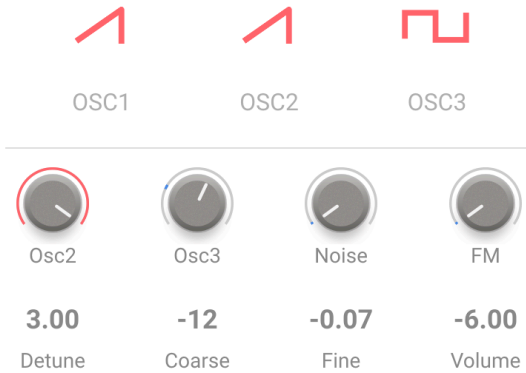 OSC1 OSC2 OSC3
Osc2 Osc3 Noise FM
3.00 -12 -0.07 -6.00
Detune Coarse Fine Volume